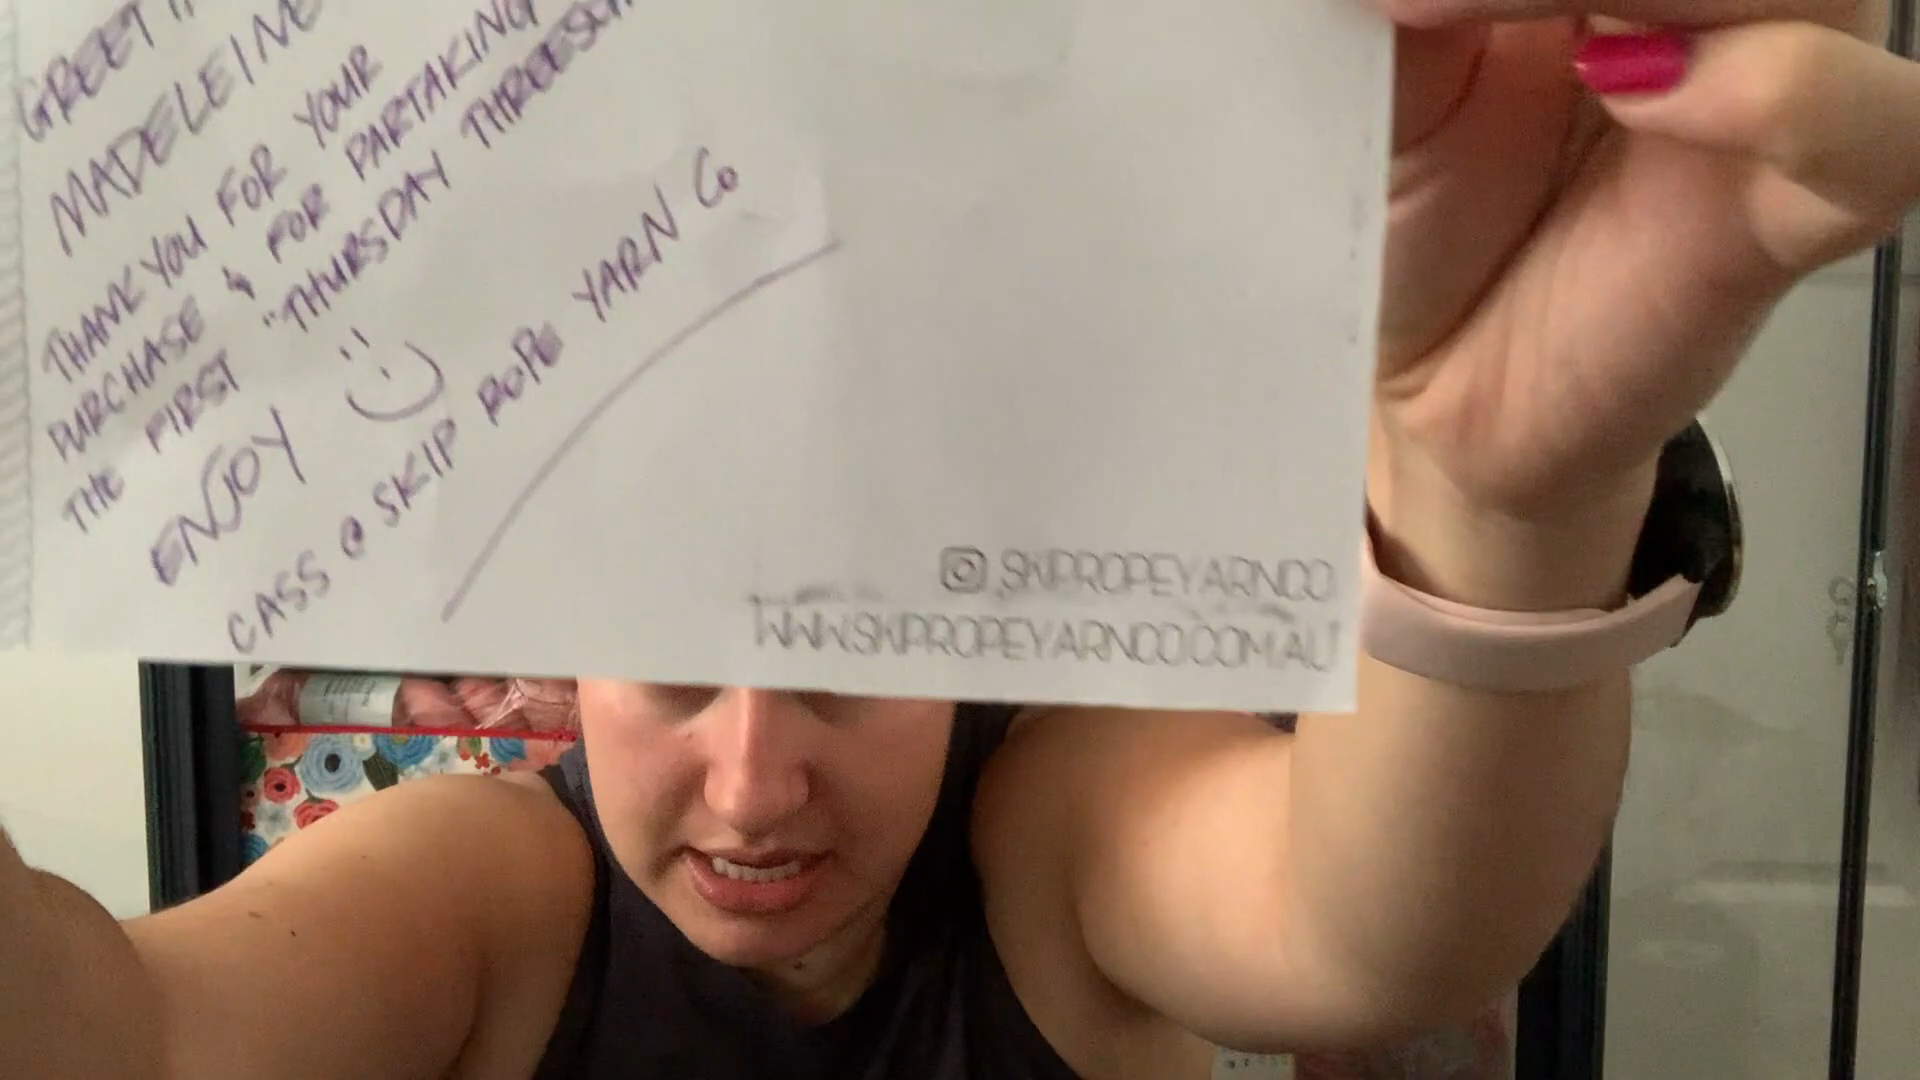 MADELEINE
THANK YOU FOR YOUR
PURCHASE & FOR PARTAKING
THE FIRST "THURSDAY
ENJOY
CASS @ SKIP ROPE YARN Co
SKIPROPEYARNCO
WWW.SKIPROPEYARNCO.COM.AU